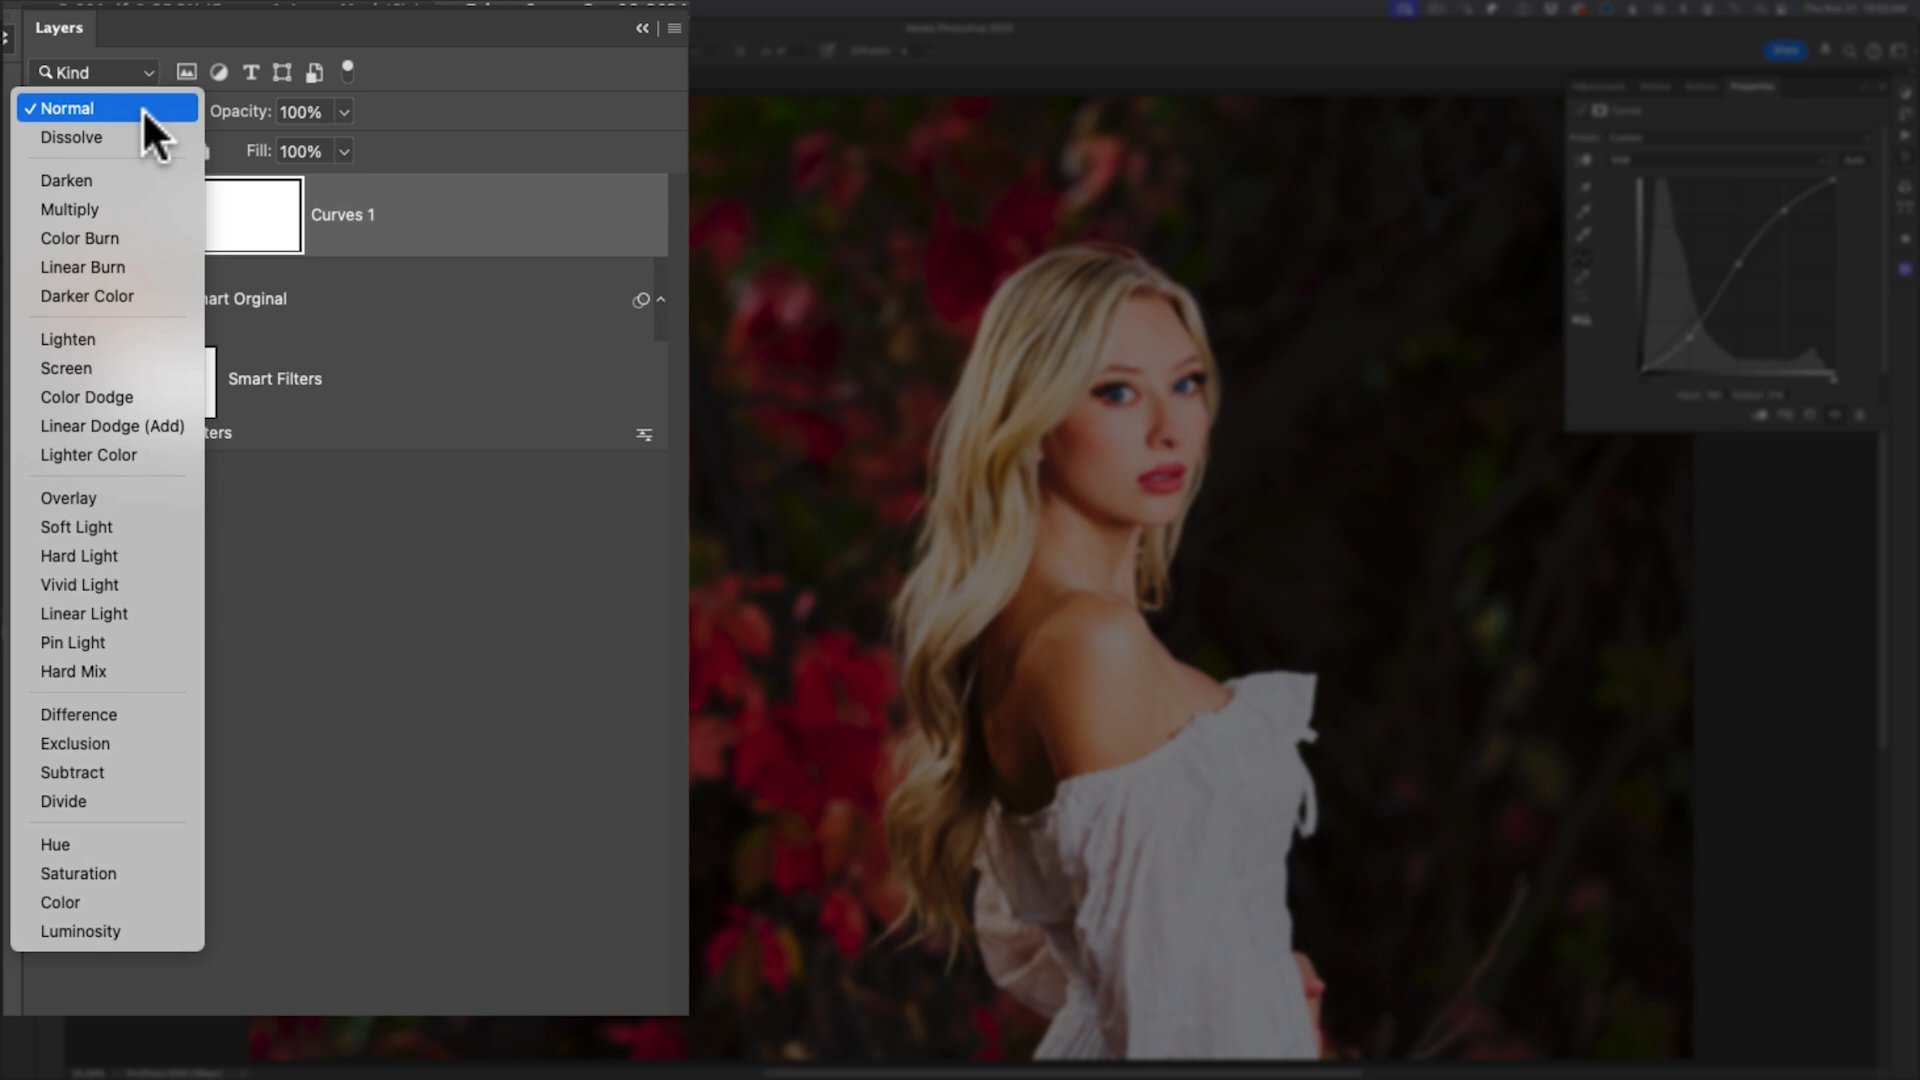 Layers
Kind
Normal
Opacity: 100%
Dissolve
Fill: 100%
Darken
Multiply
Color Burn
Linear Burn
Darker Color
Lighten
Screen
Color Dodge
Linear Dodge (Add)
Lighter Color
Overlay
Soft Light
Hard Light
Vivid Light
Linear Light
Pin Light
Hard Mix
Difference
Exclusion
Subtract
Divide
Hue
Saturation
Color
Luminosity
Curves 1
art Orginal
Smart Filters
ters
Properties
Curves